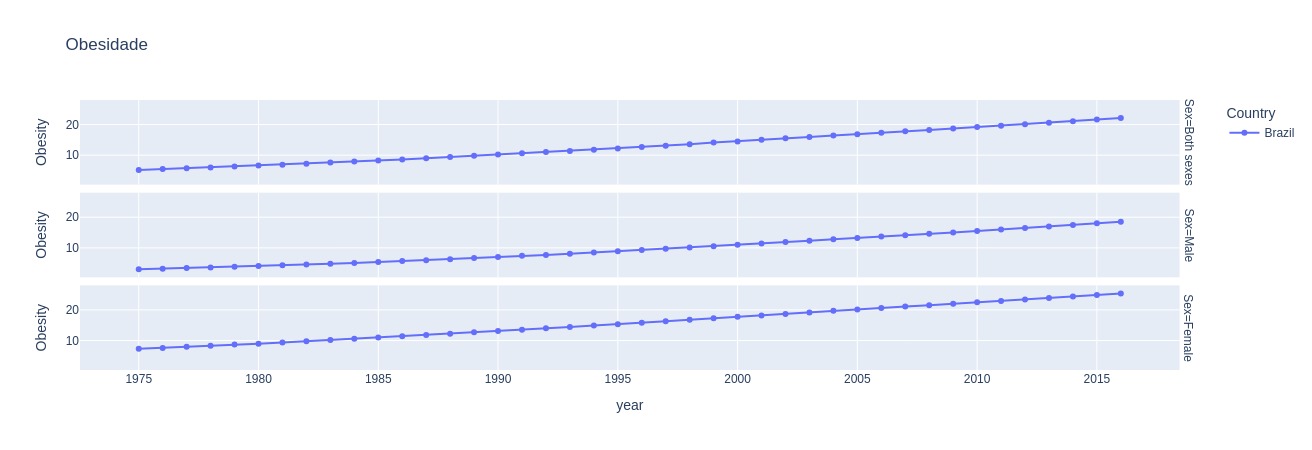 Obesidade
Obesity
20
10
Sex=Both sexes
Country
Brazil
Obesity
20
10
Sex=Male
Obesity
20
10
Sex=Female
1975 1980 1985 1990 1995 2000 2005 2010 2015
year